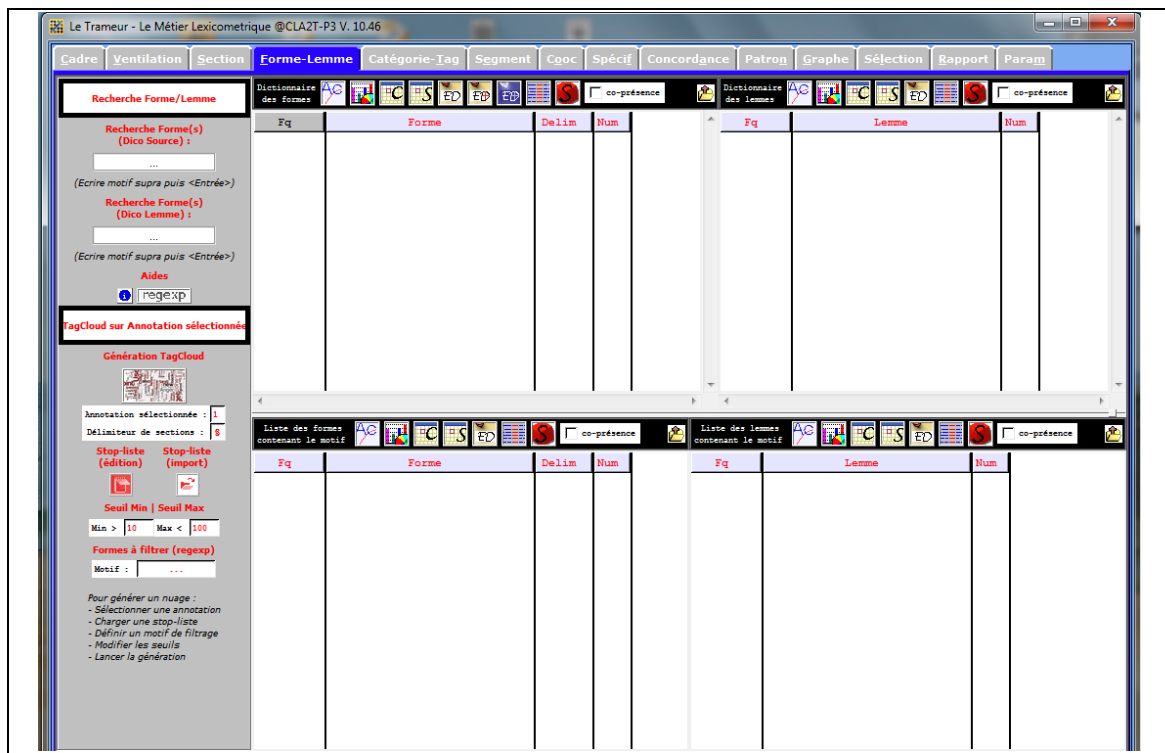 Le Trameur - Le Métier Lexicometrique @CLA2T-P3 V. 10.46
Cadre Ventilation Section Forme-Lemme Catégorie-Tag Segment Cooc Spécif Concordance Patron Graphe Sélection Rapport Param
Recherche Forme/Lemme
Recherche Forme(s)
(Dico Source) :
...
(Ecrire motif supra puis <Entrée>)
Recherche Forme(s)
(Dico Lemme) :
...
(Ecrire motif supra puis <Entrée>)
Aides
regexp
TagCloud sur Annotation sélectionnée
Génération TagCloud
Annotation sélectionnée : 1
Délimiteur de sections : §
Stop-liste Stop-liste
(édition) (import)
Seuil Min | Seuil Max
Min > 10 Max < 100
Formes à filtrer (regexp)
Motif : ...
Pour générer un nuage :
- Sélectionner une annotation
- Charger une stop-liste
- Définir un motif de filtrage
- Modifier les seuils
- Lancer la génération
Dictionnaire
des formes
C S ED ED ED S co-présence
Fq Forme Delim Num
Dictionnaire
des lemmes
C S ED S co-présence
Fq Lemme Num
Liste des formes
contenant le motif
C S ED S co-présence
Fq Forme Delim Num
Liste des lemmes
contenant le motif
C S ED S co-présence
Fq Lemme Num